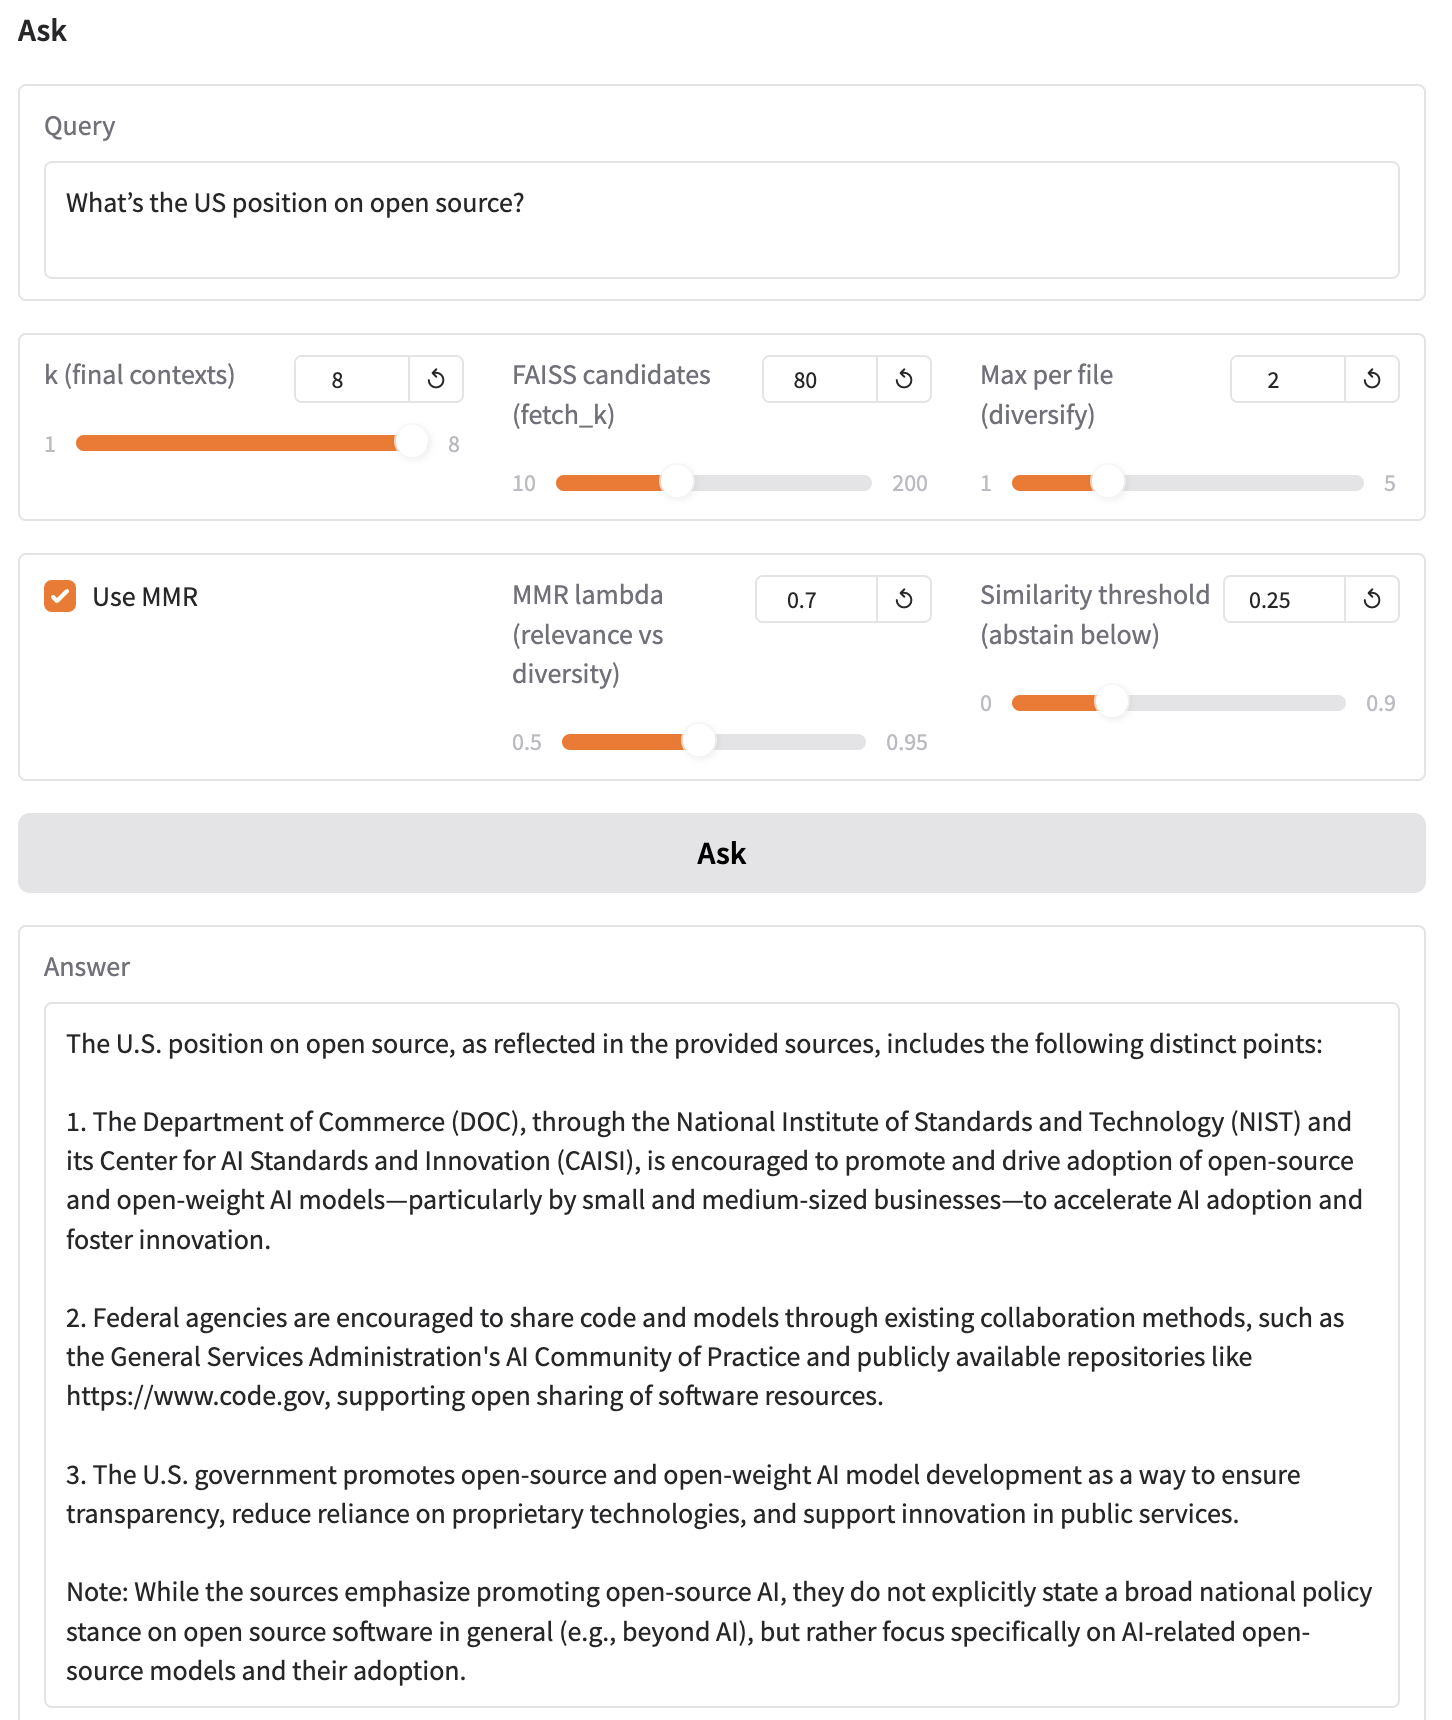 Ask
Query
What’s the US position on open source?
k (final contexts)
8
1
8
FAISS candidates
(fetch_k)
80
10
200
Max per file
(diversify)
2
1
5
Use MMR
MMR lambda
(relevance vs
diversity)
0.7
0.5
0.95
Similarity threshold
(abstain below)
0.25
0
0.9
Ask
Answer
The U.S. position on open source, as reflected in the provided sources, includes the following distinct points:
1. The Department of Commerce (DOC), through the National Institute of Standards and Technology (NIST) and
its Center for AI Standards and Innovation (CAISI), is encouraged to promote and drive adoption of open-source
and open-weight AI models—particularly by small and medium-sized businesses—to accelerate AI adoption and
foster innovation.
2. Federal agencies are encouraged to share code and models through existing collaboration methods, such as
the General Services Administration's AI Community of Practice and publicly available repositories like
https://www.code.gov, supporting open sharing of software resources.
3. The U.S. government promotes open-source and open-weight AI model development as a way to ensure
transparency, reduce reliance on proprietary technologies, and support innovation in public services.
Note: While the sources emphasize promoting open-source AI, they do not explicitly state a broad national policy
stance on open source software in general (e.g., beyond AI), but rather focus specifically on AI-related open-
source models and their adoption.